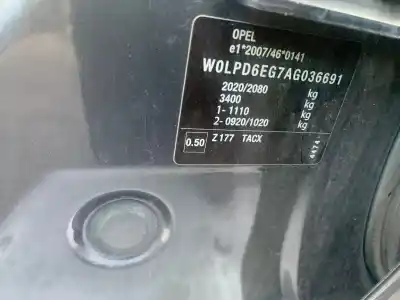 OPEL
e1*2007/46*0141
W0LPD6EG7AG036691
2020/2080 kg
3400 kg
1- 1110 kg
2- 0920/1020 kg
0.50 Z177 TACX
4474